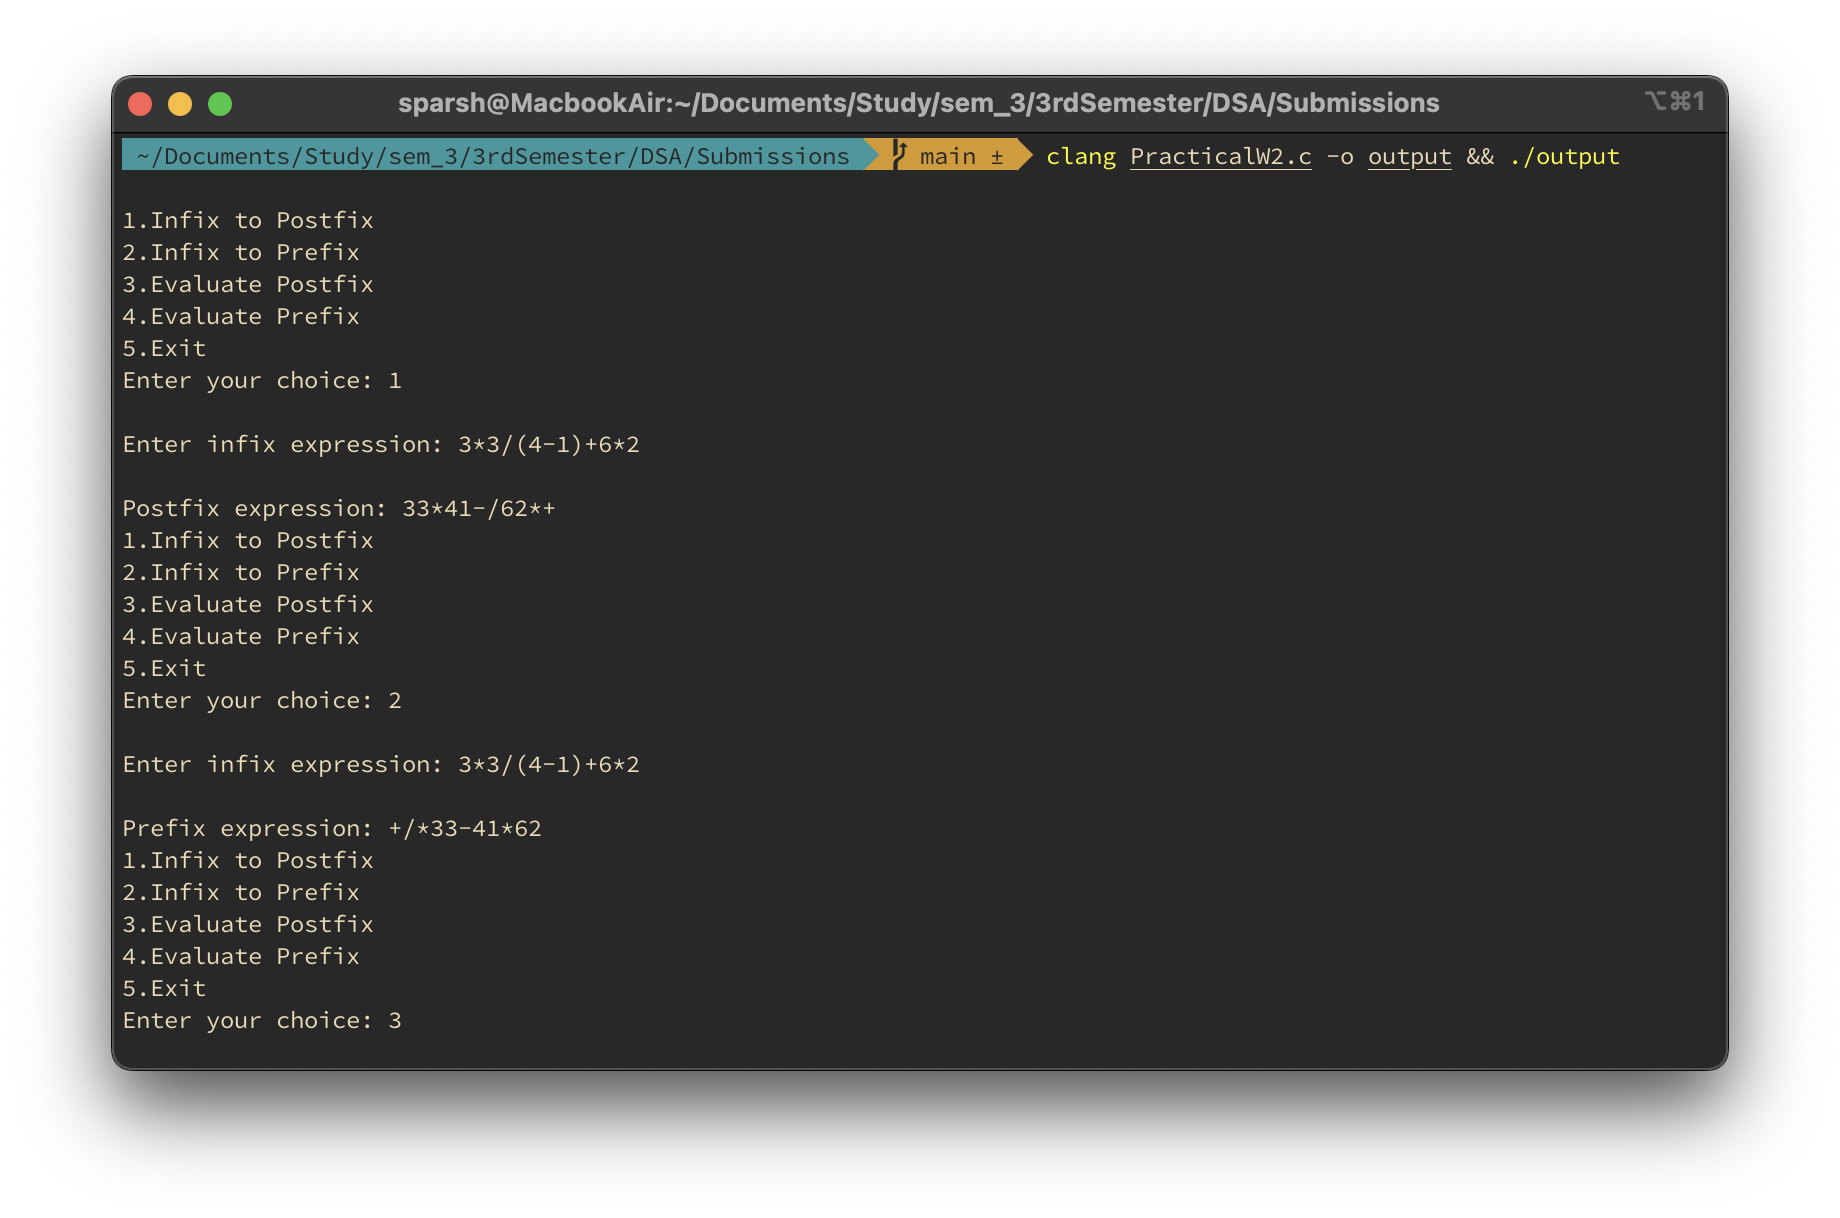 sparsh@MacbookAir:~/Documents/Study/sem_3/3rdSemester/DSA/Submissions ⌥⌘1
~/Documents/Study/sem_3/3rdSemester/DSA/Submissions main ± clang PracticalW2.c -o output && ./output
1.Infix to Postfix
2.Infix to Prefix
3.Evaluate Postfix
4.Evaluate Prefix
5.Exit
Enter your choice: 1
Enter infix expression: 3*3/(4-1)+6*2
Postfix expression: 33*41-/62*+
1.Infix to Postfix
2.Infix to Prefix
3.Evaluate Postfix
4.Evaluate Prefix
5.Exit
Enter your choice: 2
Enter infix expression: 3*3/(4-1)+6*2
Prefix expression: +/*33-41*62
1.Infix to Postfix
2.Infix to Prefix
3.Evaluate Postfix
4.Evaluate Prefix
5.Exit
Enter your choice: 3